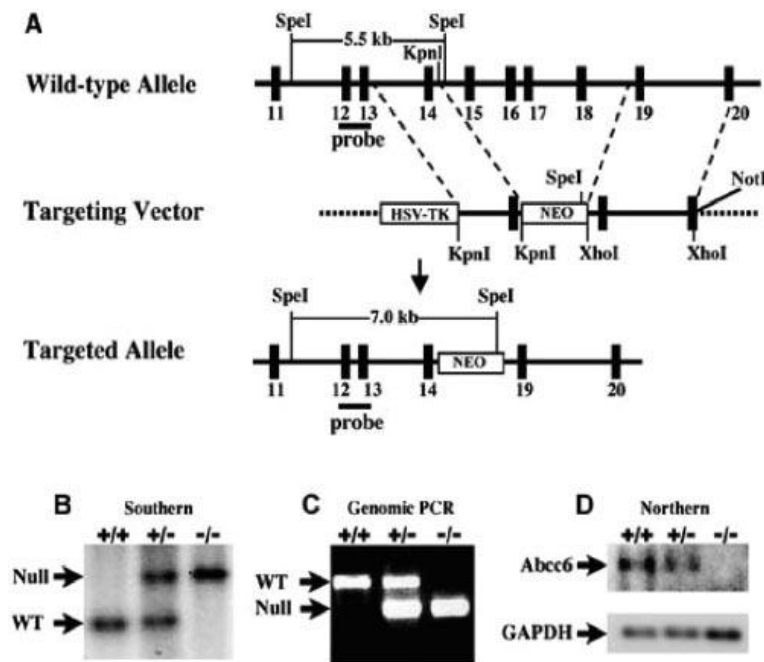 A
SpeI SpeI
5.5 kb
KpnI
Wild-type Allele
11 12 13 14 15 16 17 18 19 20
probe
SpeI NotI
Targeting Vector
HSV-TK NEO
KpnI KpnI XhoI XhoI
SpeI SpeI
7.0 kb
Targeted Allele
NEO
11 12 13 14 19 20
probe
B Southern
+/+ +/- -/-
Null
WT
C Genomic PCR
+/+ +/- -/-
WT
Null
D Northern
+/+ +/- -/-
Abcc6
GAPDH